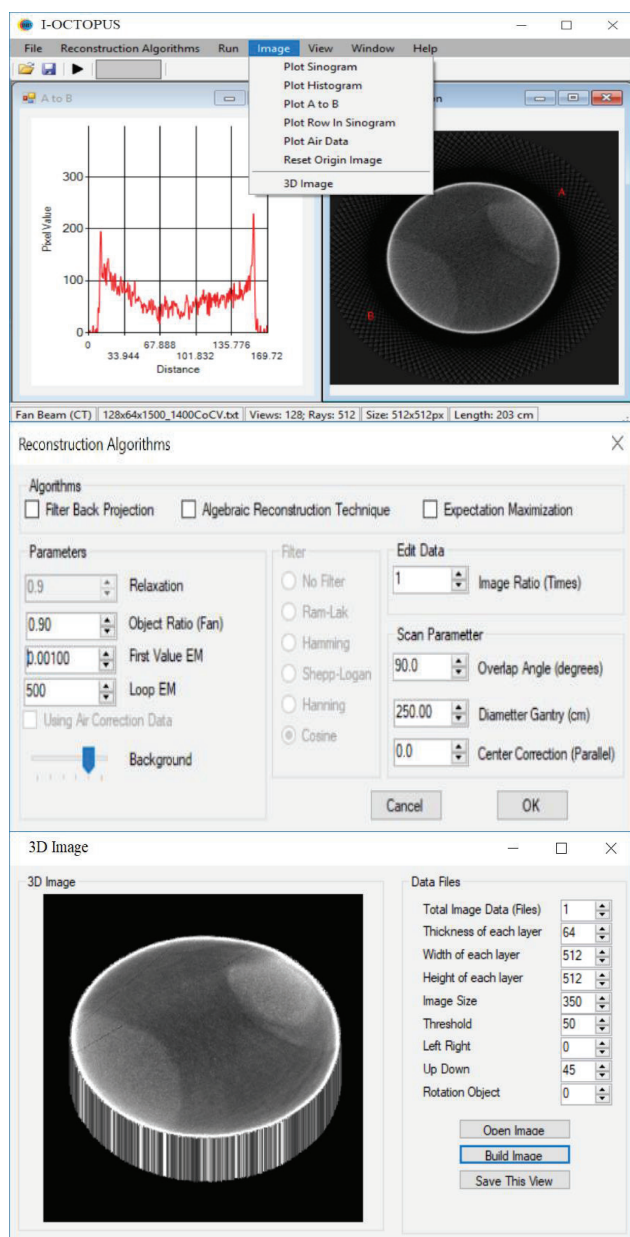 I-OCTOPUS
File Reconstruction Algorithms Run Image View Window Help
Plot Sinogram
Plot Histogram
Plot A to B
Plot Row In Sinogram
Plot Air Data
Reset Origin Image
3D Image
A to B
300
200
100
0
Pixel Value
0 67.888 135.776
33.944 101.832 169.72
Distance
A
B
Fan Beam (CT) 128x64x1500_1400CoCV.txt Views: 128; Rays: 512 Size: 512x512px Length: 203 cm
Reconstruction Algorithms
Algorithms
Filter Back Projection Algebraic Reconstruction Technique Expectation Maximization
Parameters
0.9 Relaxation
0.90 Object Ratio (Fan)
0.00100 First Value EM
500 Loop EM
Using Air Correction Data
Background
Filter
No Filter
Ram-Lak
Hamming
Shepp-Logan
Hanning
Cosine
Edit Data
1 Image Ratio (Times)
Scan Parametter
90.0 Overlap Angle (degrees)
250.00 Diametter Gantry (cm)
0.0 Center Correction (Parallel)
Cancel OK
3D Image
3D Image
Data Files
Total Image Data (Files) 1
Thickness of each layer 64
Width of each layer 512
Height of each layer 512
Image Size 350
Threshold 50
Left Right 0
Up Down 45
Rotation Object 0
Open Image
Build Image
Save This View